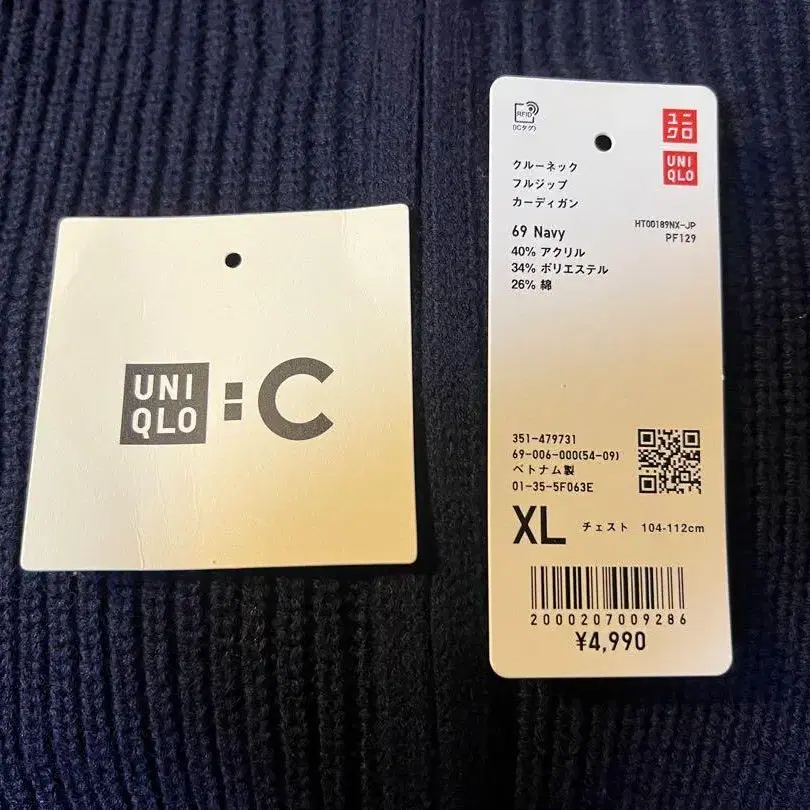 UNI
QLO
:C
RFID
(ICタグ)
ユニ
クロ
UNI
QLO
クルーネック
フルジップ
カーディガン
HT00189NX-JP
PF129
69 Navy
40% アクリル
34% ポリエステル
26% 綿
351-479731
69-006-000(54-09)
ベトナム製
01-35-5F063E
XL チェスト 104-112cm
2000207009286
¥4,990